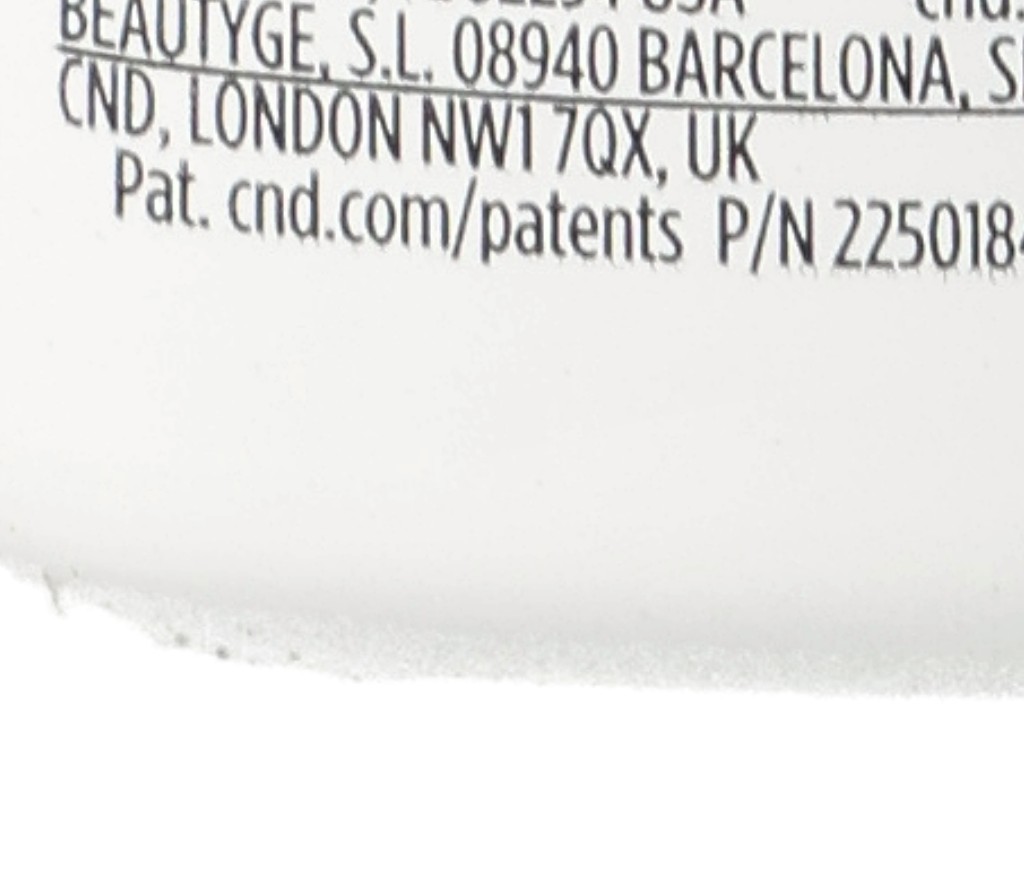 BEAUTYGE, S.L. 08940 BARCELONA,
CND, LONDON NW1 7QX, UK
Pat. cnd.com/patents P/N 225018